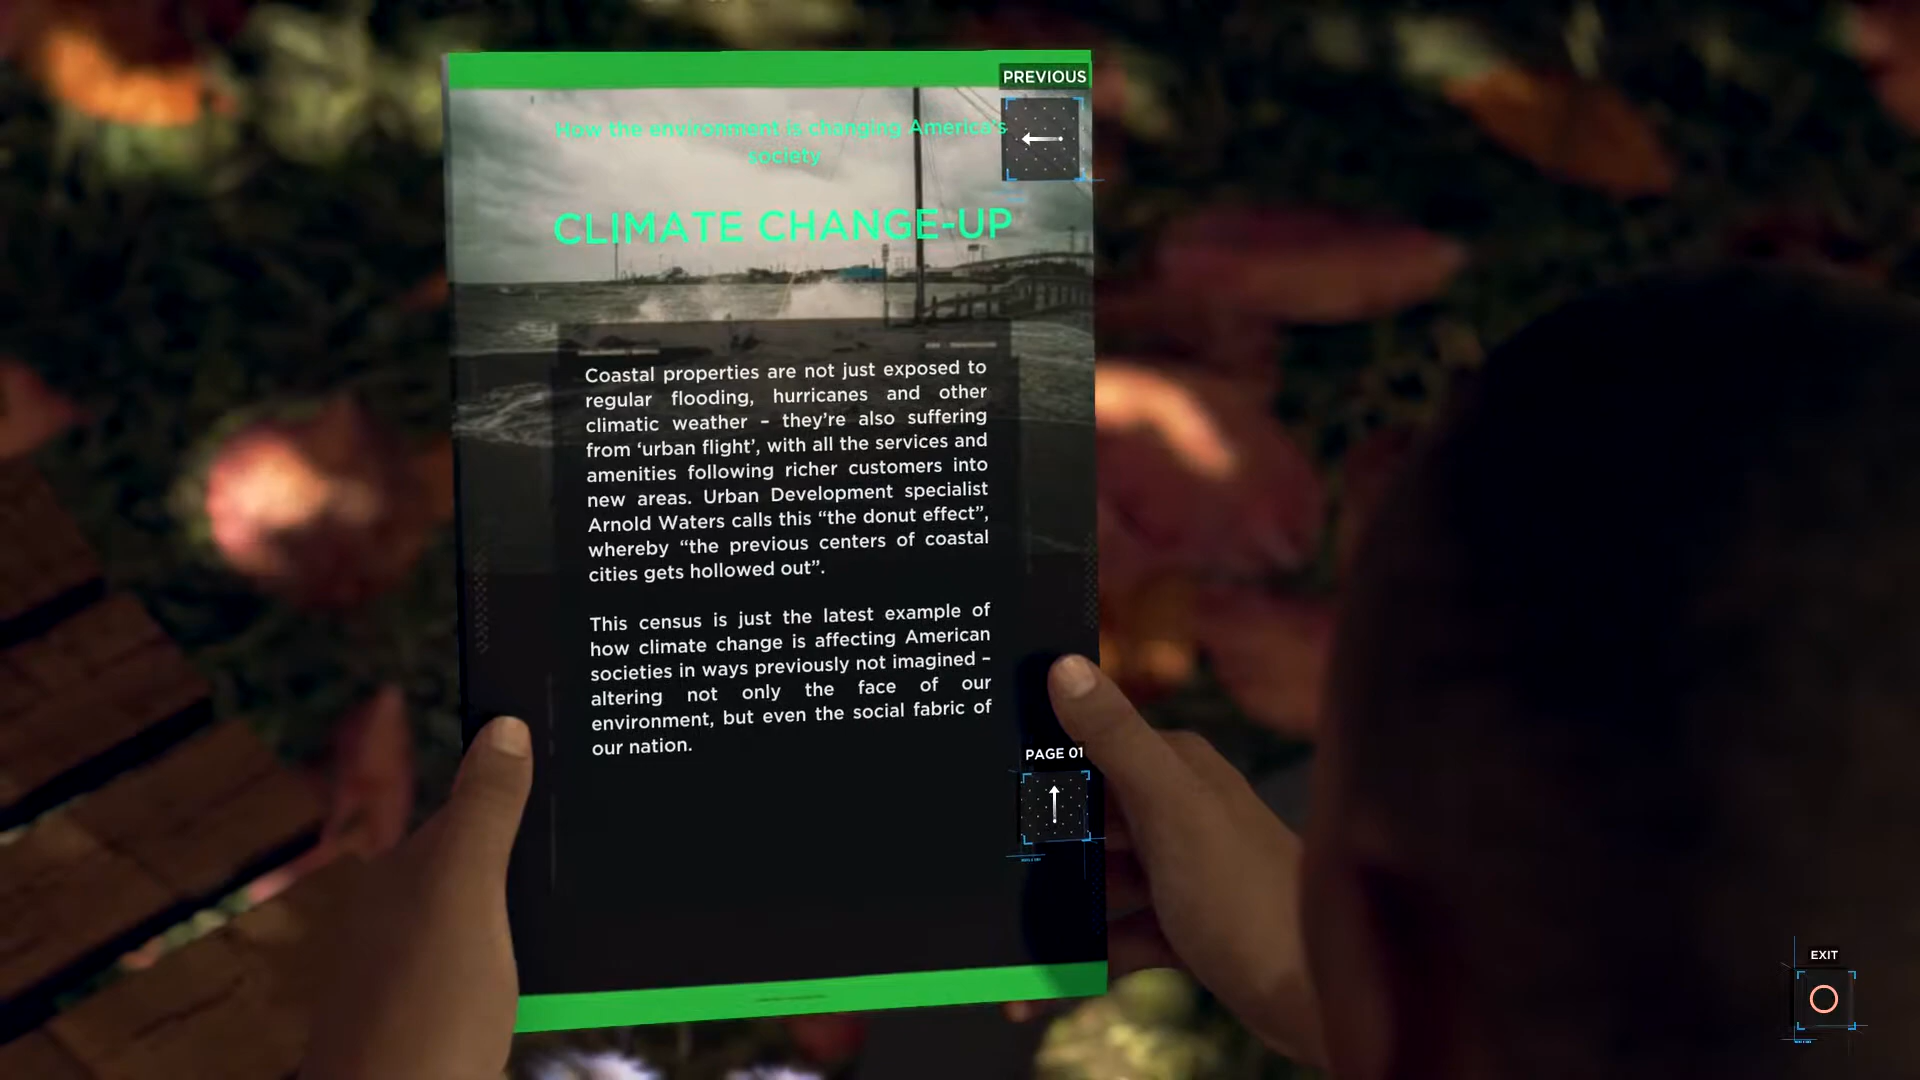 PREVIOUS
How the environment is changing America's
society
CLIMATE CHANGE-UP
Coastal properties are not just exposed to
regular flooding, hurricanes and other
climatic weather – they’re also suffering
from ‘urban flight’, with all the services and
amenities following richer customers into
new areas. Urban Development specialist
Arnold Waters calls this “the donut effect”,
whereby “the previous centers of coastal
cities gets hollowed out”.
This census is just the latest example of
how climate change is affecting American
societies in ways previously not imagined –
altering not only the face of our
environment, but even the social fabric of
our nation.
PAGE 01
EXIT